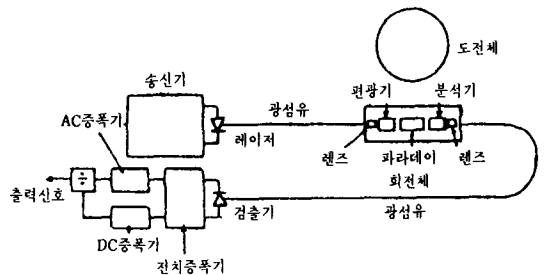 도전체
송신기
편광기
분석기
AC증폭기
광섬유
레이저
렌즈
파라데이
렌즈
회전체
÷
출력신호
검출기
광섬유
DC증폭기
전치증폭기